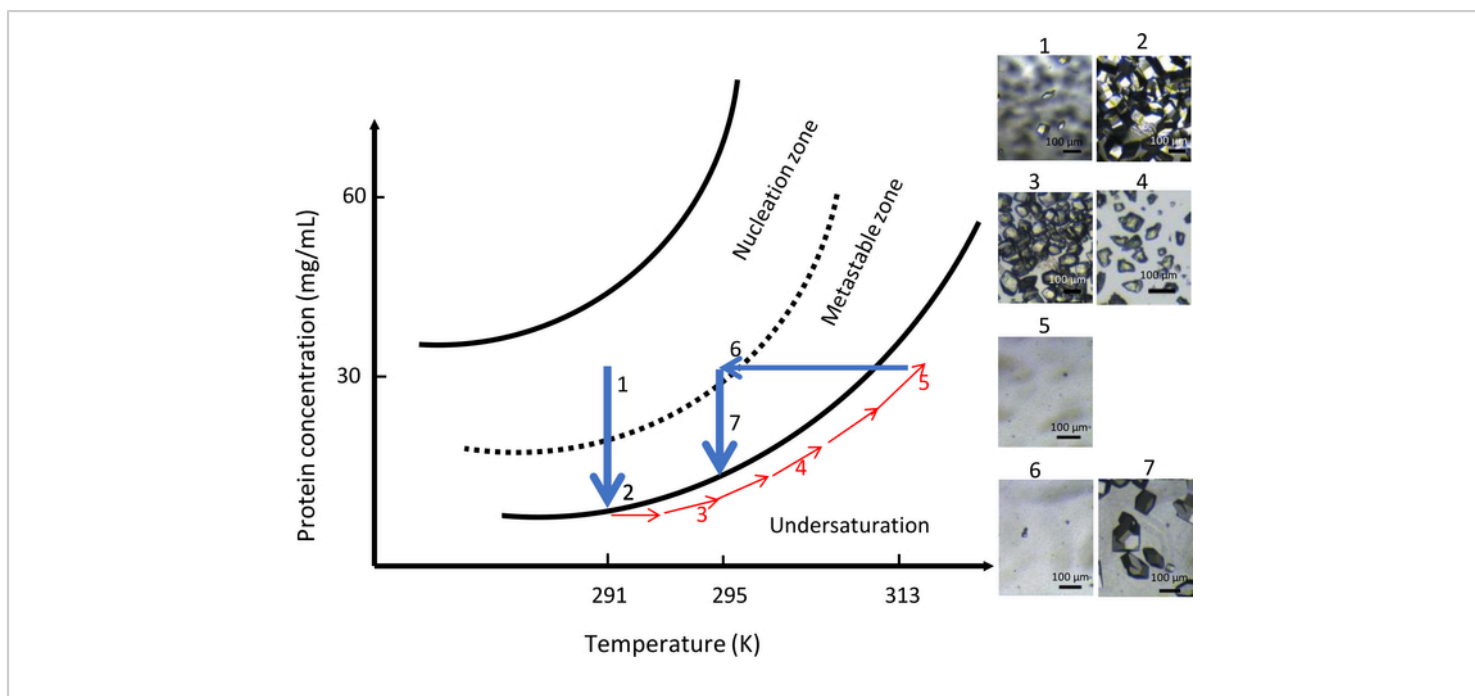 Protein concentration (mg/mL)
60
30
Nucleation zone
Metastable zone
Undersaturation
1
2
3
4
5
6
7
291
295
313
Temperature (K)
1
100 μm
2
100 μm
3
100 μm
4
100 μm
5
100 μm
6
100 μm
7
100 μm